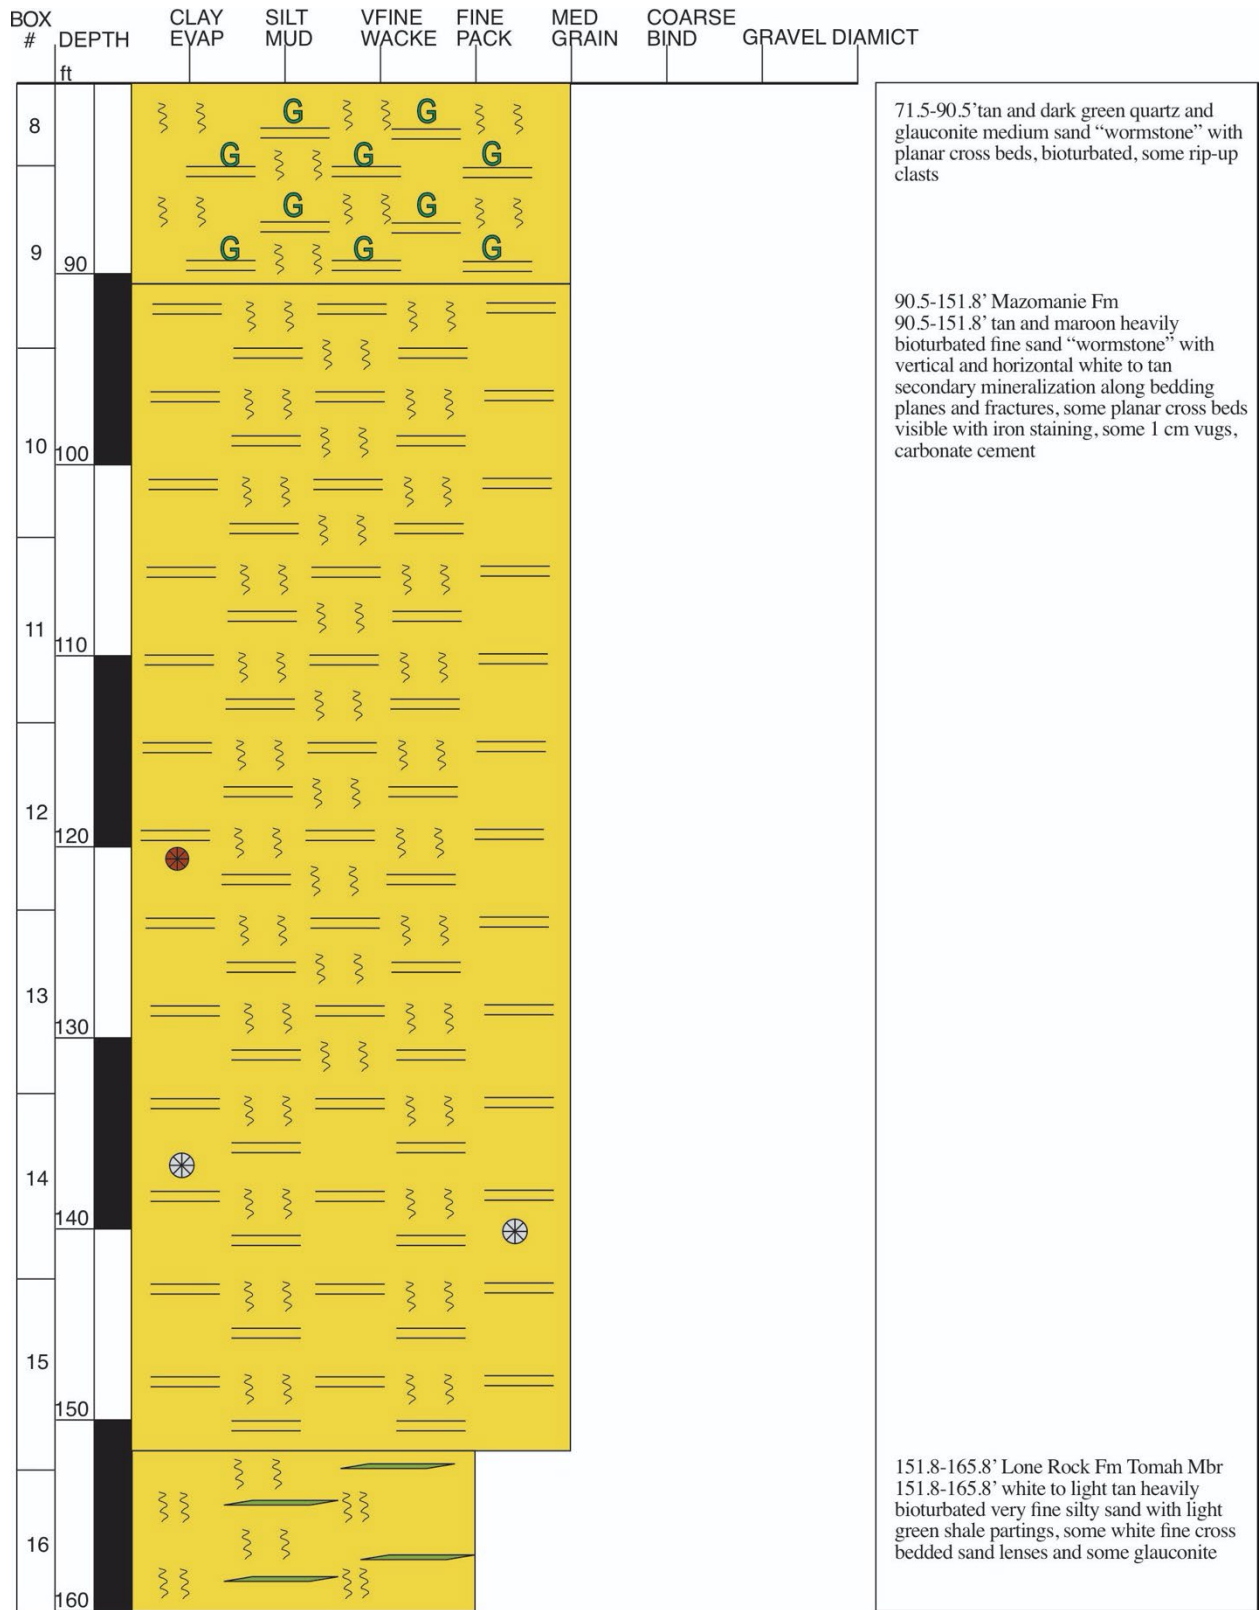 BOX # DEPTH CLAY EVAP SILT MUD VFINE WACKE FINE PACK MED GRAIN COARSE BIND GRAVEL DIAMICT
ft
8
G G
G G G
G G
9
G G G
90
10
100
11
110
12
120
13
130
14
140
15
150
16
160
71.5-90.5'tan and dark green quartz and
glauconite medium sand “wormstone” with
planar cross beds, bioturbated, some rip-up
clasts
90.5-151.8' Mazomanie Fm
90.5-151.8' tan and maroon heavily
bioturbated fine sand “wormstone” with
vertical and horizontal white to tan
secondary mineralization along bedding
planes and fractures, some planar cross beds
visible with iron staining, some 1 cm vugs,
carbonate cement
151.8-165.8' Lone Rock Fm Tomah Mbr
151.8-165.8' white to light tan heavily
bioturbated very fine silty sand with light
green shale partings, some white fine cross
bedded sand lenses and some glauconite